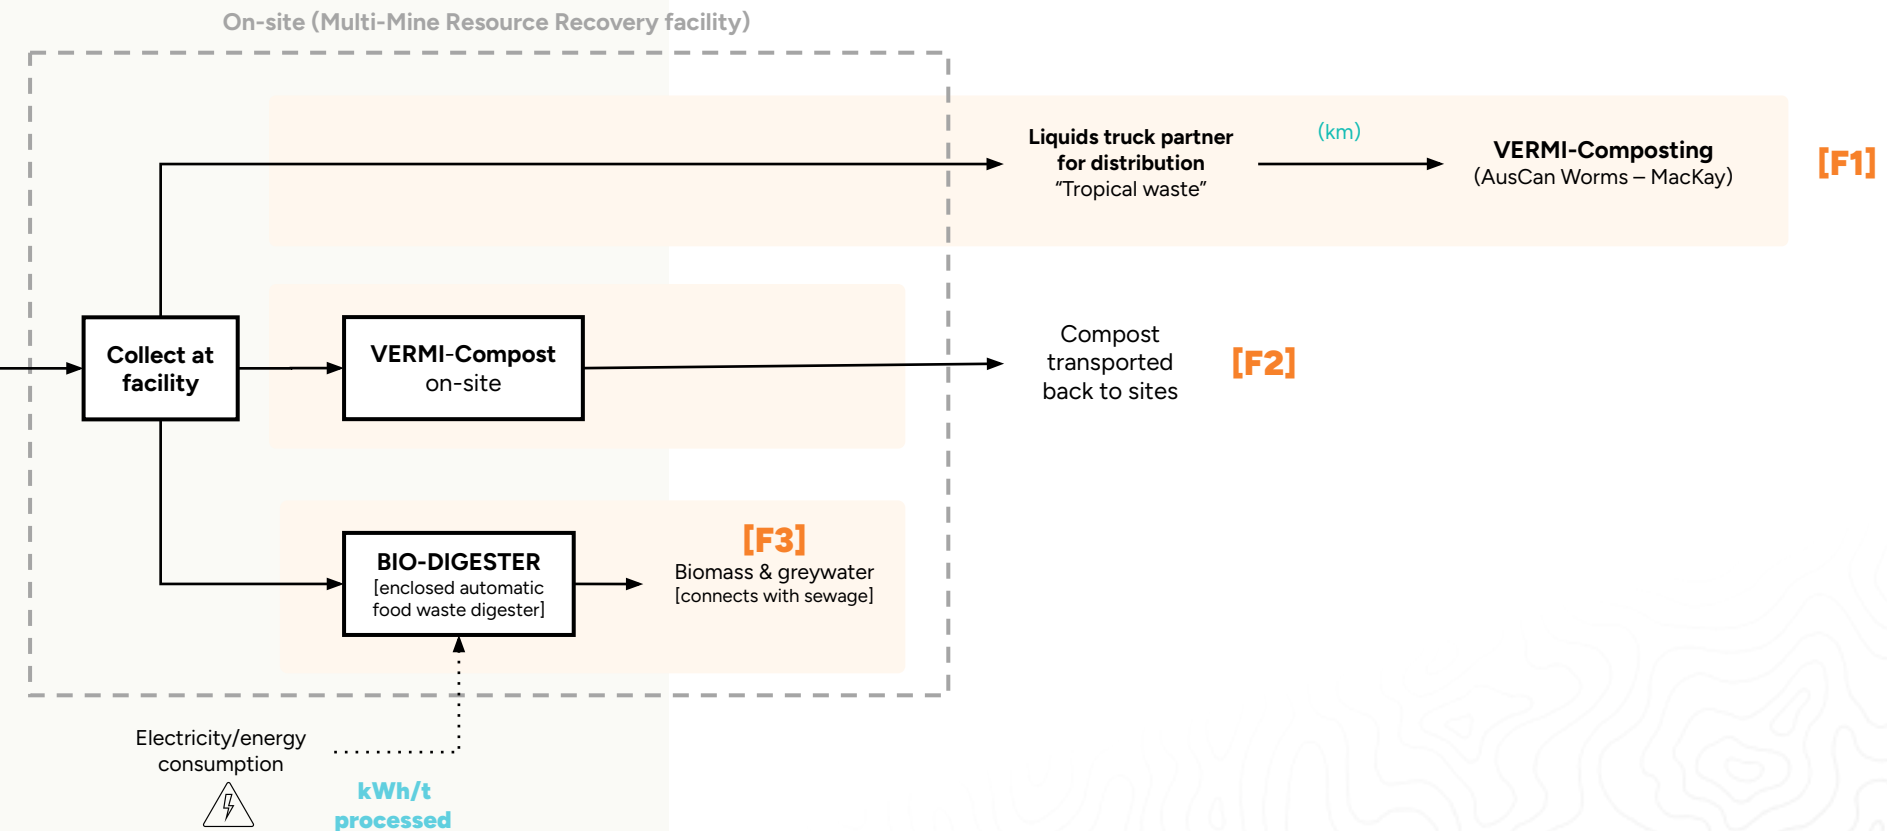 On-site (Multi-Mine Resource Recovery facility)
Liquids truck partner
for distribution
“Tropical waste”
(km)
VERMI-Composting
(AusCan Worms – MacKay)
[F1]
Collect at
facility
VERMI-Compost
on-site
Compost
transported
back to sites
[F2]
BIO-DIGESTER
[enclosed automatic
food waste digester]
[F3]
Biomass & greywater
[connects with sewage]
Electricity/energy
consumption
kWh/t
processed